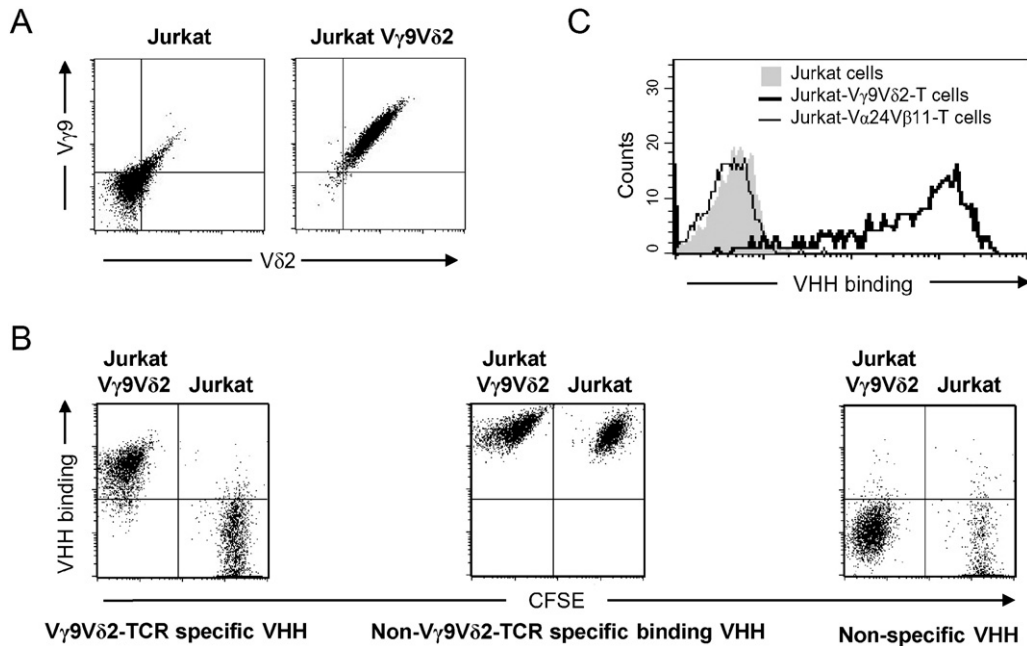 A
Jurkat
Jurkat Vγ9Vδ2
Vγ9
Vδ2
C
Jurkat cells
Jurkat-Vγ9Vδ2-T cells
Jurkat-Vα24Vβ11-T cells
30
20
10
0
Counts
VHH binding
B
Jurkat
Vγ9Vδ2
Jurkat
Jurkat
Vγ9Vδ2
Jurkat
Jurkat
Vγ9Vδ2
Jurkat
VHH binding
CFSE
Vγ9Vδ2-TCR specific VHH
Non-Vγ9Vδ2-TCR specific binding VHH
Non-specific VHH